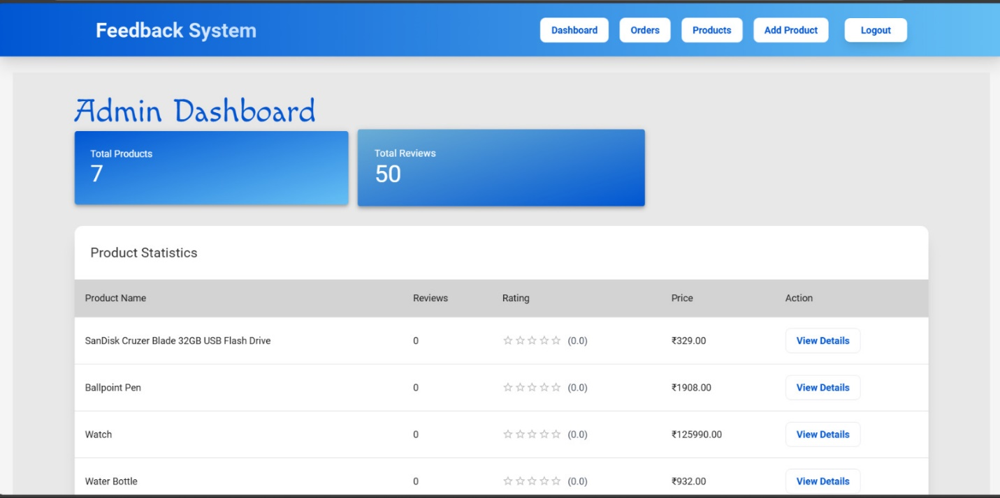 Feedback System
Dashboard Orders Products Add Product Logout
Admin Dashboard
Total Products
7
Total Reviews
50
Product Statistics
Product Name Reviews Rating Price Action
SanDisk Cruzer Blade 32GB USB Flash Drive 0 ☆☆☆☆☆ (0.0) ₹329.00 View Details
Ballpoint Pen 0 ☆☆☆☆☆ (0.0) ₹1908.00 View Details
Watch 0 ☆☆☆☆☆ (0.0) ₹125990.00 View Details
Water Bottle 0 ☆☆☆☆☆ (0.0) ₹932.00 View Details